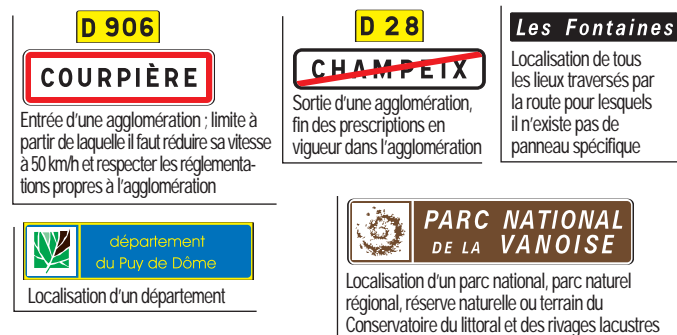 D 906
COURPIÈRE
Entrée d'une agglomération ; limite à
partir de laquelle il faut réduire sa vitesse
à 50 km/h et respecter les réglementa-
tions propres à l'agglomération
D 28
CHAMPEIX
Sortie d'une agglomération,
fin des prescriptions en
vigueur dans l'agglomération
Les Fontaines
Localisation de tous
les lieux traversés par
la route pour lesquels
il n'existe pas de
panneau spécifique
département
du Puy de Dôme
Localisation d'un département
PARC NATIONAL
DE LA VANOISE
Localisation d'un parc national, parc naturel
régional, réserve naturelle ou terrain du
Conservatoire du littoral et des rivages lacustres